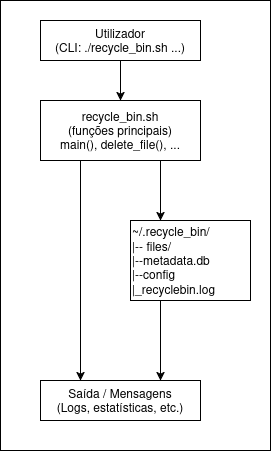 Utilizador
(CLI: ./recycle_bin.sh ...)
recycle_bin.sh
(funções principais)
main(), delete_file(), ...
~/.recycle_bin/
|-- files/
|--metadata.db
|--config
|_recyclebin.log
Saída / Mensagens
(Logs, estatísticas, etc.)